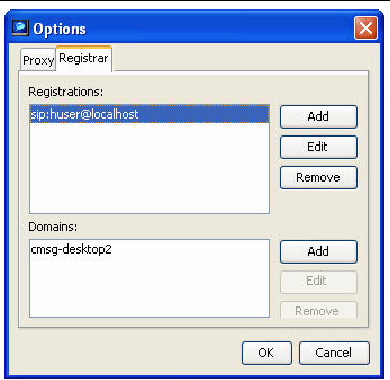 Options
Proxy Registrar
Registrations:
sip:huser@localhost
Add
Edit
Remove
Domains:
cmsg-desktop2
Add
Edit
Remove
OK Cancel